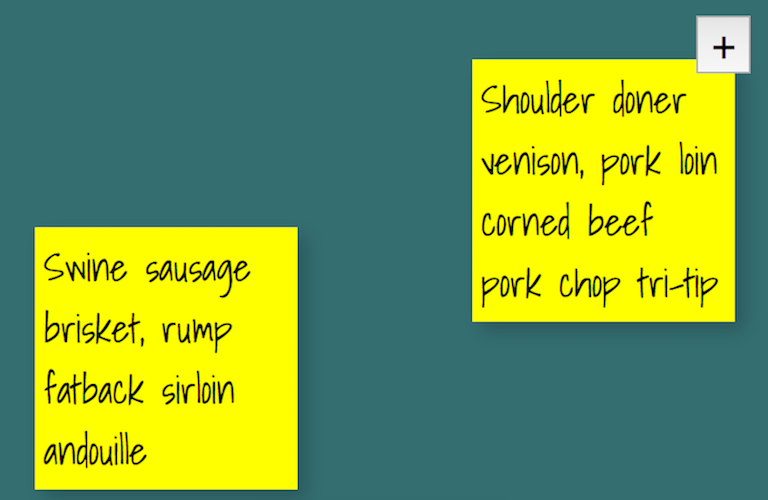 +
Shoulder doner
venison, pork loin
corned beef
pork chop tri-tip
Swine sausage
brisket, rump
fatback sirloin
andouille